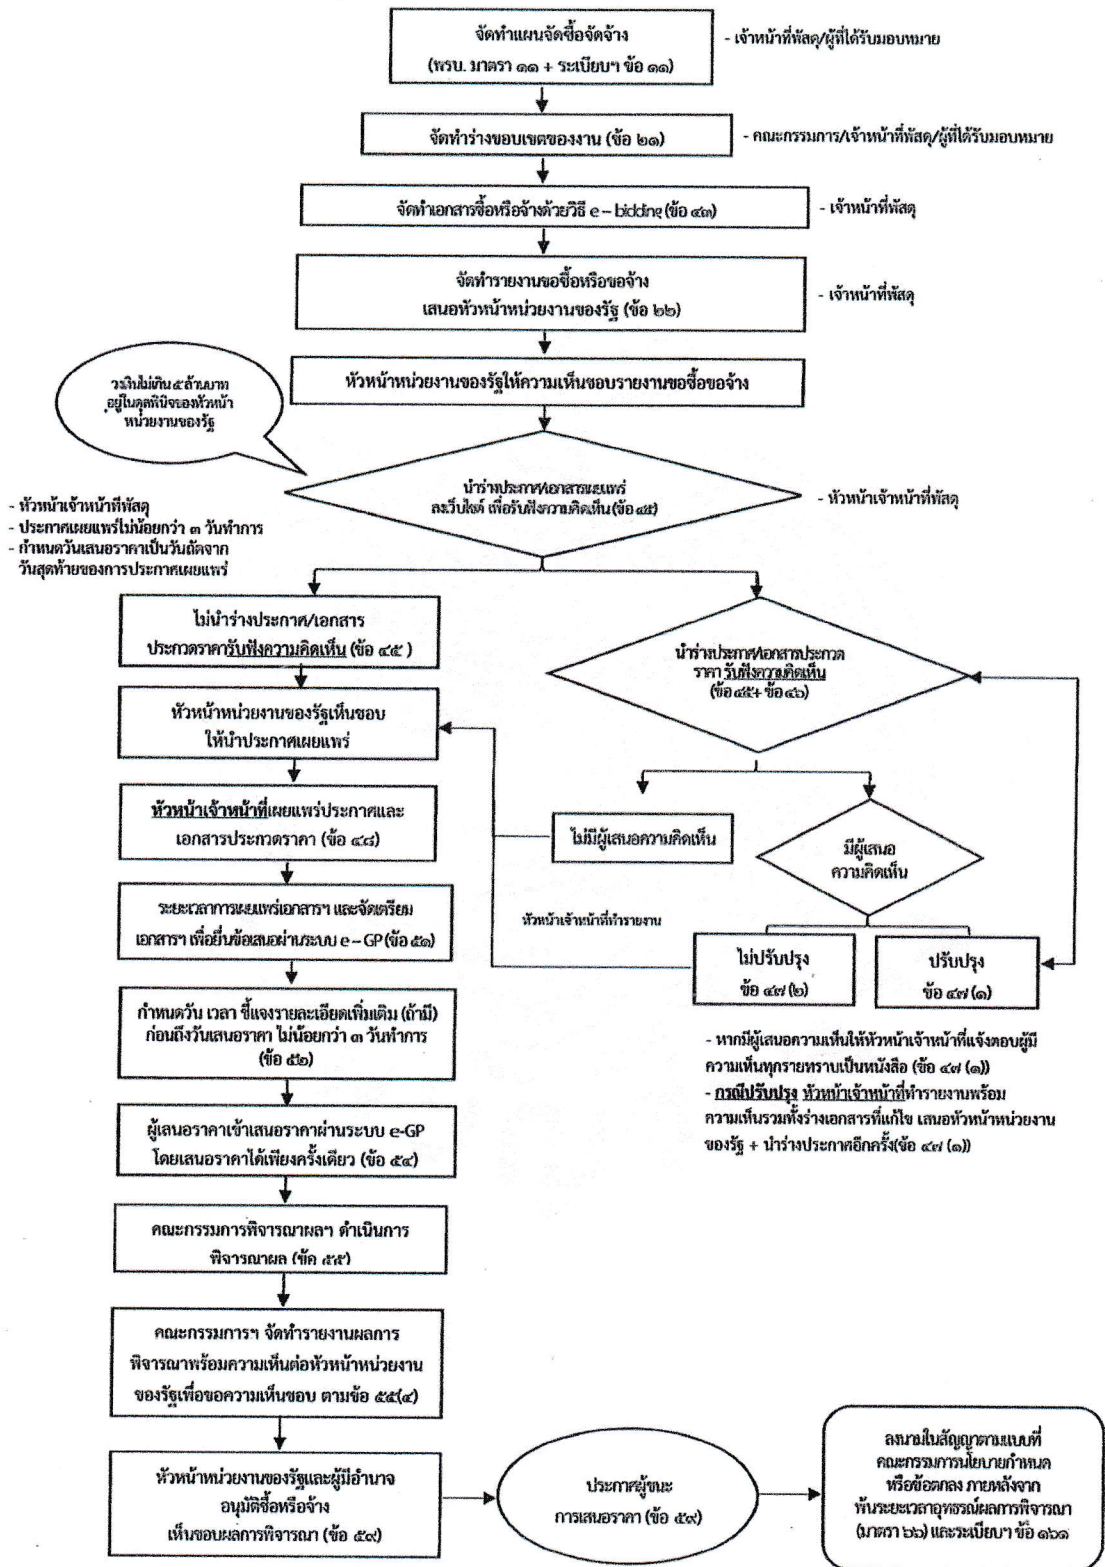 จัดทำแผนจัดซื้อจัดจ้าง
(พรบ. มาตรา ๑๑ + ระเบียบฯ ข้อ ๑๑)
- เจ้าหน้าที่พัสดุ/ผู้ที่ได้รับมอบหมาย
จัดทำร่างขอบเขตของงาน (ข้อ ๒๑)
- คณะกรรมการ/เจ้าหน้าที่พัสดุ/ผู้ที่ได้รับมอบหมาย
จัดทำเอกสารซื้อหรือจ้างด้วยวิธี e – bidding (ข้อ ๔๓)
- เจ้าหน้าที่พัสดุ
จัดทำรายงานขอซื้อหรือขอจ้าง
เสนอหัวหน้าหน่วยงานของรัฐ (ข้อ ๒๒)
- เจ้าหน้าที่พัสดุ
หัวหน้าหน่วยงานของรัฐให้ความเห็นชอบรายงานขอซื้อขอจ้าง
วงเงินไม่เกิน ๕ ล้านบาท
อยู่ในดุลพินิจของหัวหน้า
หน่วยงานของรัฐ
นำร่างประกาศ/เอกสารเผยแพร่
ลงเว็บไซต์ เพื่อรับฟังความคิดเห็น (ข้อ ๔๕)
- หัวหน้าเจ้าหน้าที่พัสดุ
- หัวหน้าเจ้าหน้าที่พัสดุ
- ประกาศเผยแพร่ไม่น้อยกว่า ๓ วันทำการ
- กำหนดวันเสนอราคาเป็นวันถัดจาก
วันสุดท้ายของการประกาศเผยแพร่
ไม่นำร่างประกาศ/เอกสาร
ประกวดราคารับฟังความคิดเห็น (ข้อ ๔๕ )
นำร่างประกาศ/เอกสารประกวด
ราคา รับฟังความคิดเห็น
(ข้อ ๔๕+ ข้อ ๔๖)
หัวหน้าหน่วยงานของรัฐเห็นชอบ
ให้นำประกาศเผยแพร่
หัวหน้าเจ้าหน้าที่เผยแพร่ประกาศและ
เอกสารประกวดราคา (ข้อ ๔๘)
ไม่มีผู้เสนอความคิดเห็น
มีผู้เสนอ
ความคิดเห็น
ระยะเวลาการเผยแพร่เอกสารฯ และจัดเตรียม
เอกสารฯ เพื่อยื่นข้อเสนอผ่านระบบ e – GP (ข้อ ๕๑)
หัวหน้าเจ้าหน้าที่ทำรายงาน
ไม่ปรับปรุง
ข้อ ๔๗ (๒)
ปรับปรุง
ข้อ ๔๗ (๑)
กำหนดวัน เวลา ชี้แจงรายละเอียดเพิ่มเติม (ถ้ามี)
ก่อนถึงวันเสนอราคา ไม่น้อยกว่า ๓ วันทำการ
(ข้อ ๕๒)
- หากมีผู้เสนอความเห็นให้หัวหน้าเจ้าหน้าที่แจ้งตอบผู้มี
ความเห็นทุกรายทราบเป็นหนังสือ (ข้อ ๔๗ (๑))
- กรณีปรับปรุง หัวหน้าเจ้าหน้าที่ทำรายงานพร้อม
ความเห็นรวมทั้งร่างเอกสารที่แก้ไข เสนอหัวหน้าหน่วยงาน
ของรัฐ + นำร่างประกาศอีกครั้ง(ข้อ ๔๗ (๑))
ผู้เสนอราคาเข้าเสนอราคาผ่านระบบ e-GP
โดยเสนอราคาได้เพียงครั้งเดียว (ข้อ ๕๔)
คณะกรรมการพิจารณาผลฯ ดำเนินการ
พิจารณาผล (ข้อ ๕๕)
คณะกรรมการฯ จัดทำรายงานผลการ
พิจารณาพร้อมความเห็นต่อหัวหน้าหน่วยงาน
ของรัฐเพื่อขอความเห็นชอบ ตามข้อ ๕๕(๔)
หัวหน้าหน่วยงานของรัฐและผู้มีอำนาจ
อนุมัติซื้อหรือจ้าง
เห็นชอบผลการพิจารณา (ข้อ ๕๙)
ประกาศผู้ชนะ
การเสนอราคา (ข้อ ๕๙)
ลงนามในสัญญาตามแบบที่
คณะกรรมการนโยบายกำหนด
หรือข้อตกลง ภายหลังจาก
พ้นระยะเวลาอุทธรณ์ผลการพิจารณา
(มาตรา ๖๖) และระเบียบฯ ข้อ ๑๖๑